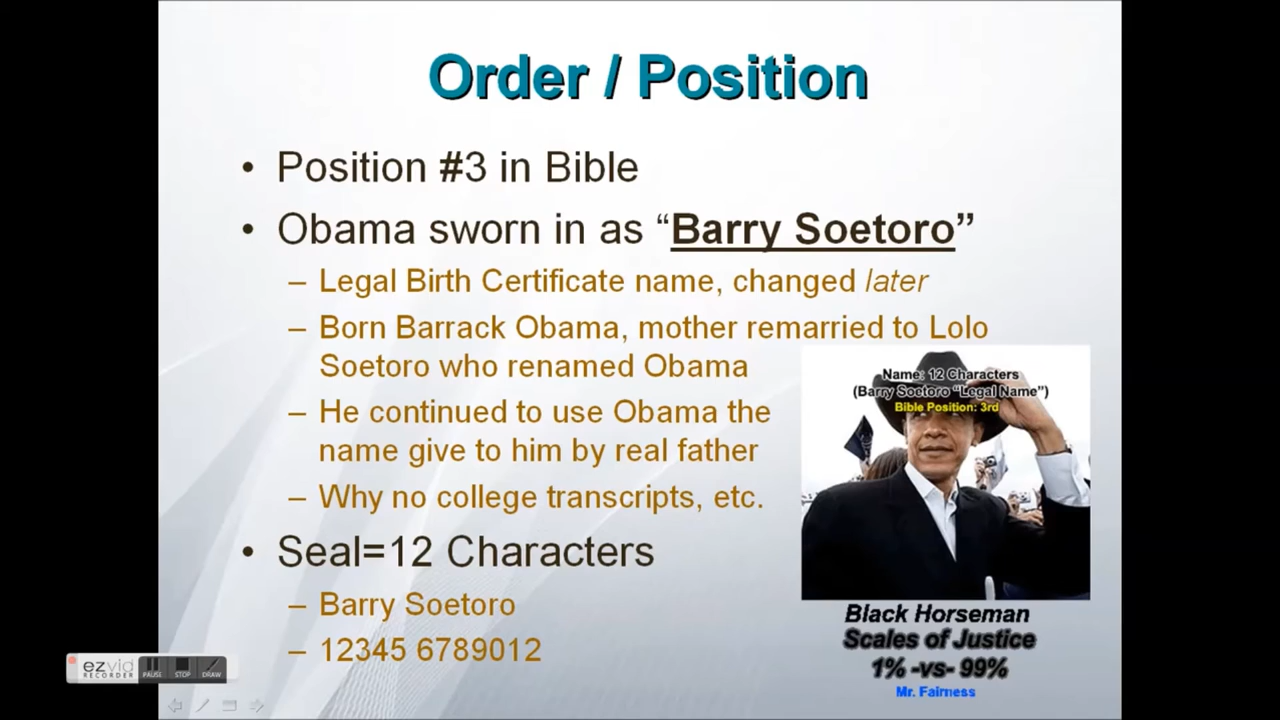 Order / Position
• Position #3 in Bible
• Obama sworn in as “Barry Soetoro”
– Legal Birth Certificate name, changed later
– Born Barrack Obama, mother remarried to Lolo
Soetoro who renamed Obama
– He continued to use Obama the
name give to him by real father
– Why no college transcripts, etc.
• Seal=12 Characters
– Barry Soetoro
– 12345 6789012
Name: 12 Characters
(Barry Soetoro “Legal Name”)
Bible Position: 3rd
Black Horseman
Scales of Justice
1% -vs- 99%
Mr. Fairness
ezvid
RECORDER
PAUSE
STOP
DRAW